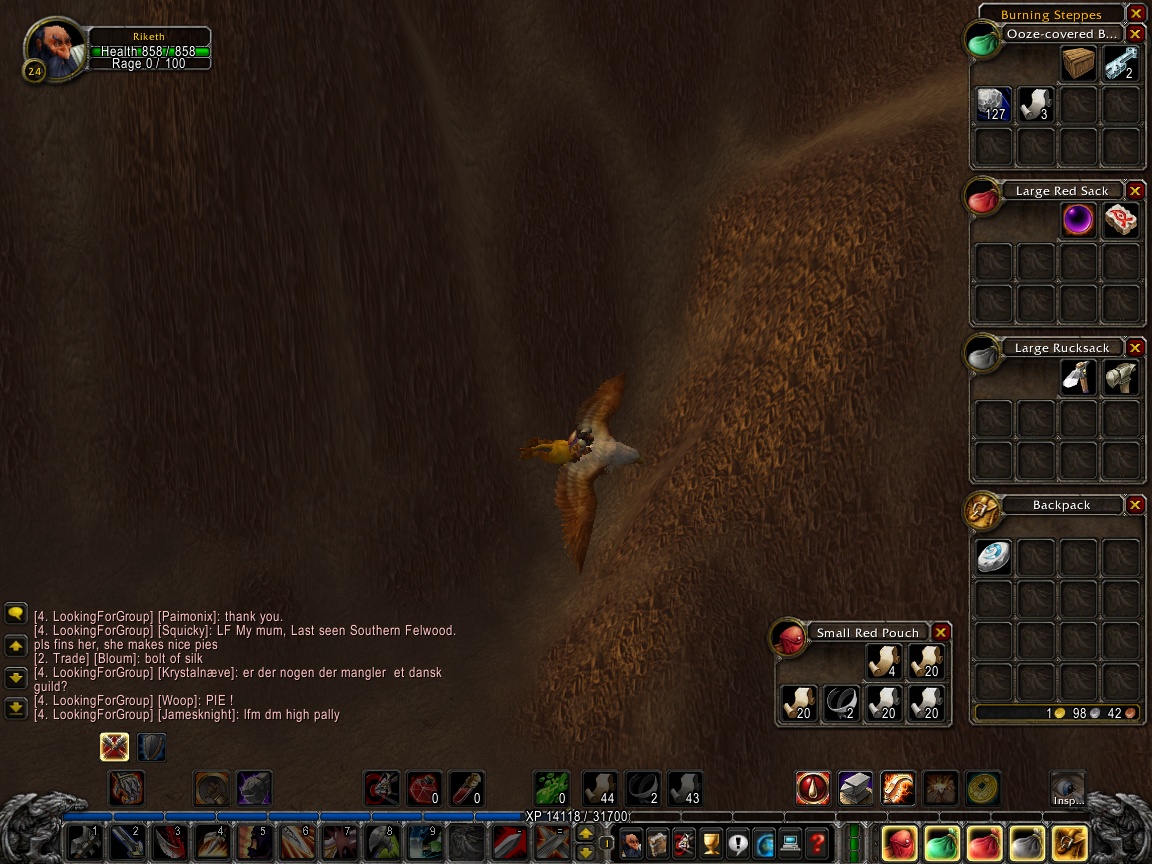 Riketh
Health 858 / 858
Rage 0 / 100
24
Burning Steppes
Ooze-covered B...
2
127
3
Large Red Sack
Large Rucksack
Backpack
1 98 42
Small Red Pouch
4
20
20
2
20
20
[4. LookingForGroup] [Paimonix]: thank you.
[4. LookingForGroup] [Squicky]: LF My mum, Last seen Southern Felwood.
pls fins her, she makes nice pies
[2. Trade] [Bloum]: bolt of silk
[4. LookingForGroup] [Krystalnæve]: er der nogen der mangler et dansk
guild?
[4. LookingForGroup] [Woop]: PIE !
[4. LookingForGroup] [Jamesknight]: lfm dm high pally
0
0
0
44
2
43
Insp...
XP 14118 / 31700
1
2
3
4
5
6
7
8
9
-
=
1